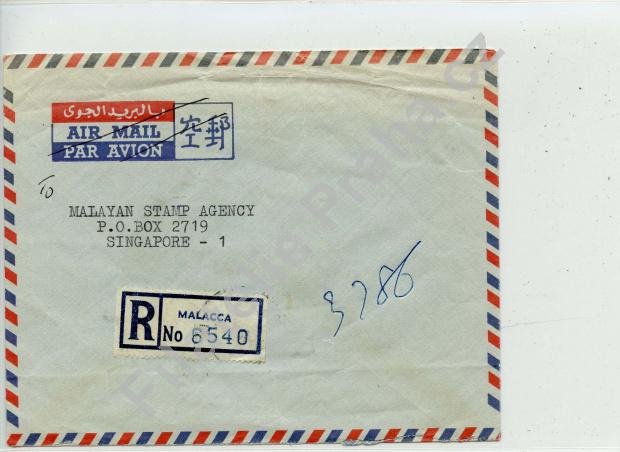 بالبريد الجوى
AIR MAIL
PAR AVION
空郵
To
MALAYAN STAMP AGENCY
P.O.BOX 2719
SINGAPORE - 1
3786
R
MALACCA
No 6540